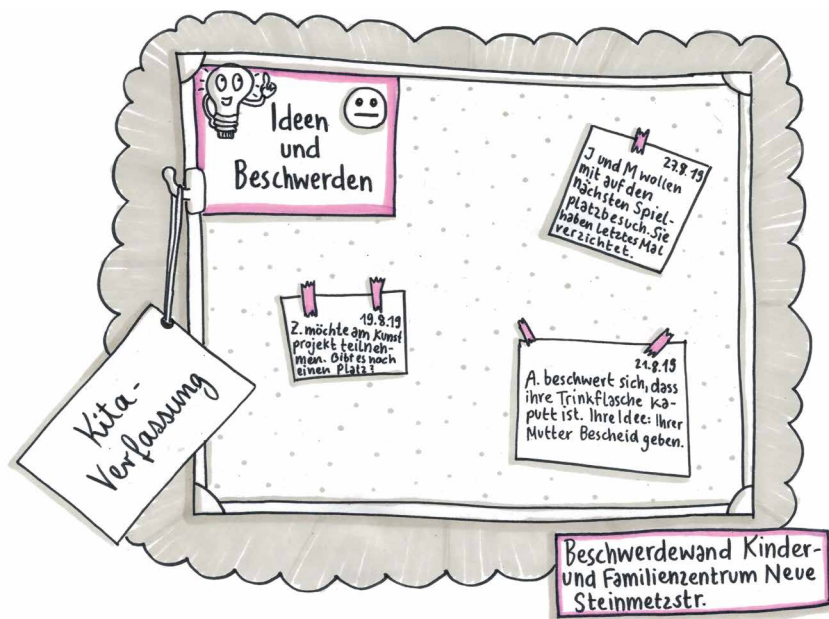 Ideen
und
Beschwerden
27.8.19
J und M wollen
mit auf den
nächsten Spiel-
platzbesuch. Sie
haben letztes Mal
verzichtet.
19.8.19
Z. möchte am Kunst
projekt teilneh-
men. Gibt es noch
einen Platz?
21.8.19
A. beschwert sich, dass
ihre Trinkflasche ka-
putt ist. Ihre Idee: Ihrer
Mutter Bescheid geben.
Kita-
Verfassung
Beschwerdewand Kinder-
und Familienzentrum Neue
Steinmetzstr.